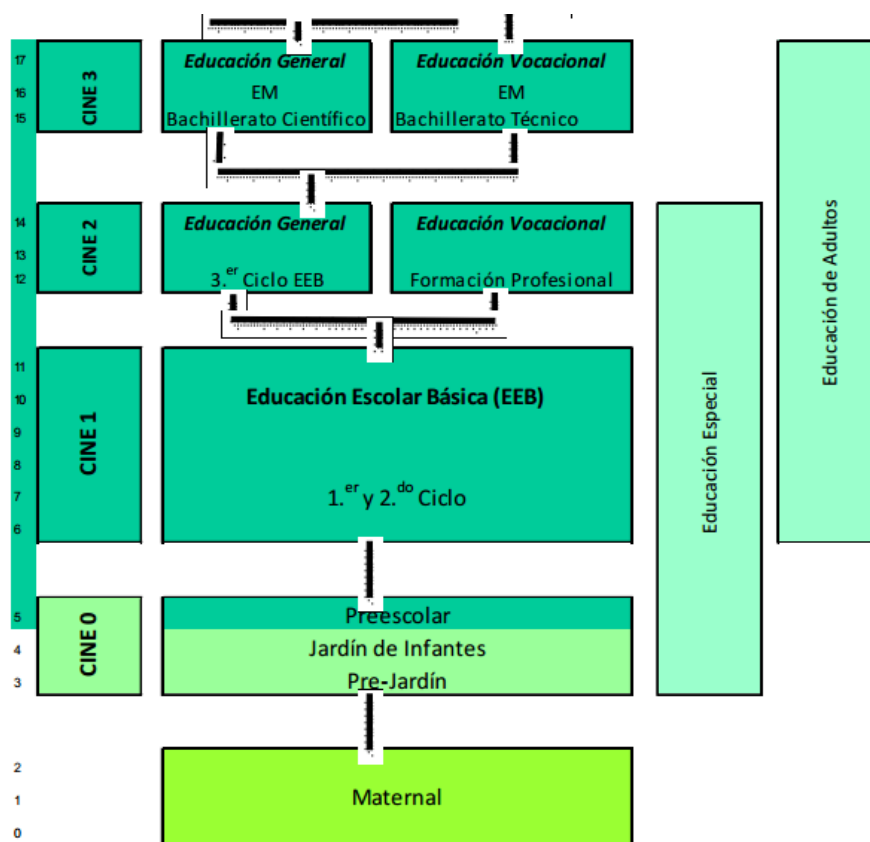 17
16
15
CINE 3
Educación General
EM
Bachillerato Científico
Educación Vocacional
EM
Bachillerato Técnico
14
13
12
CINE 2
Educación General
3.er Ciclo EEB
Educación Vocacional
Formación Profesional
11
10
9
8
7
6
CINE 1
Educación Escolar Básica (EEB)
1.er y 2.do Ciclo
5
4
3
CINE 0
Preescolar
Jardín de Infantes
Pre-Jardín
2
1
0
Maternal
Educación Especial
Educación de Adultos